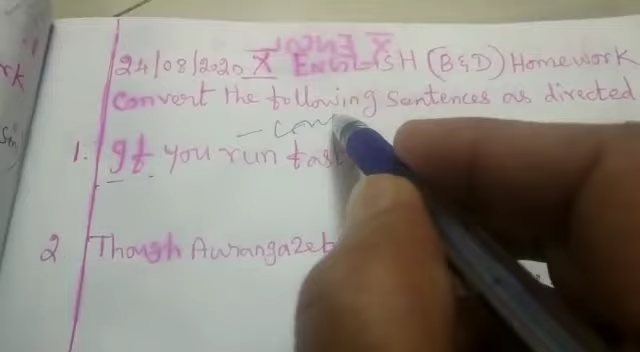 24/08/2020 X ENGLISH (B&D) Homework
Convert the following Sentences as directed
1. If you run fast
2 Though Aurangazeb